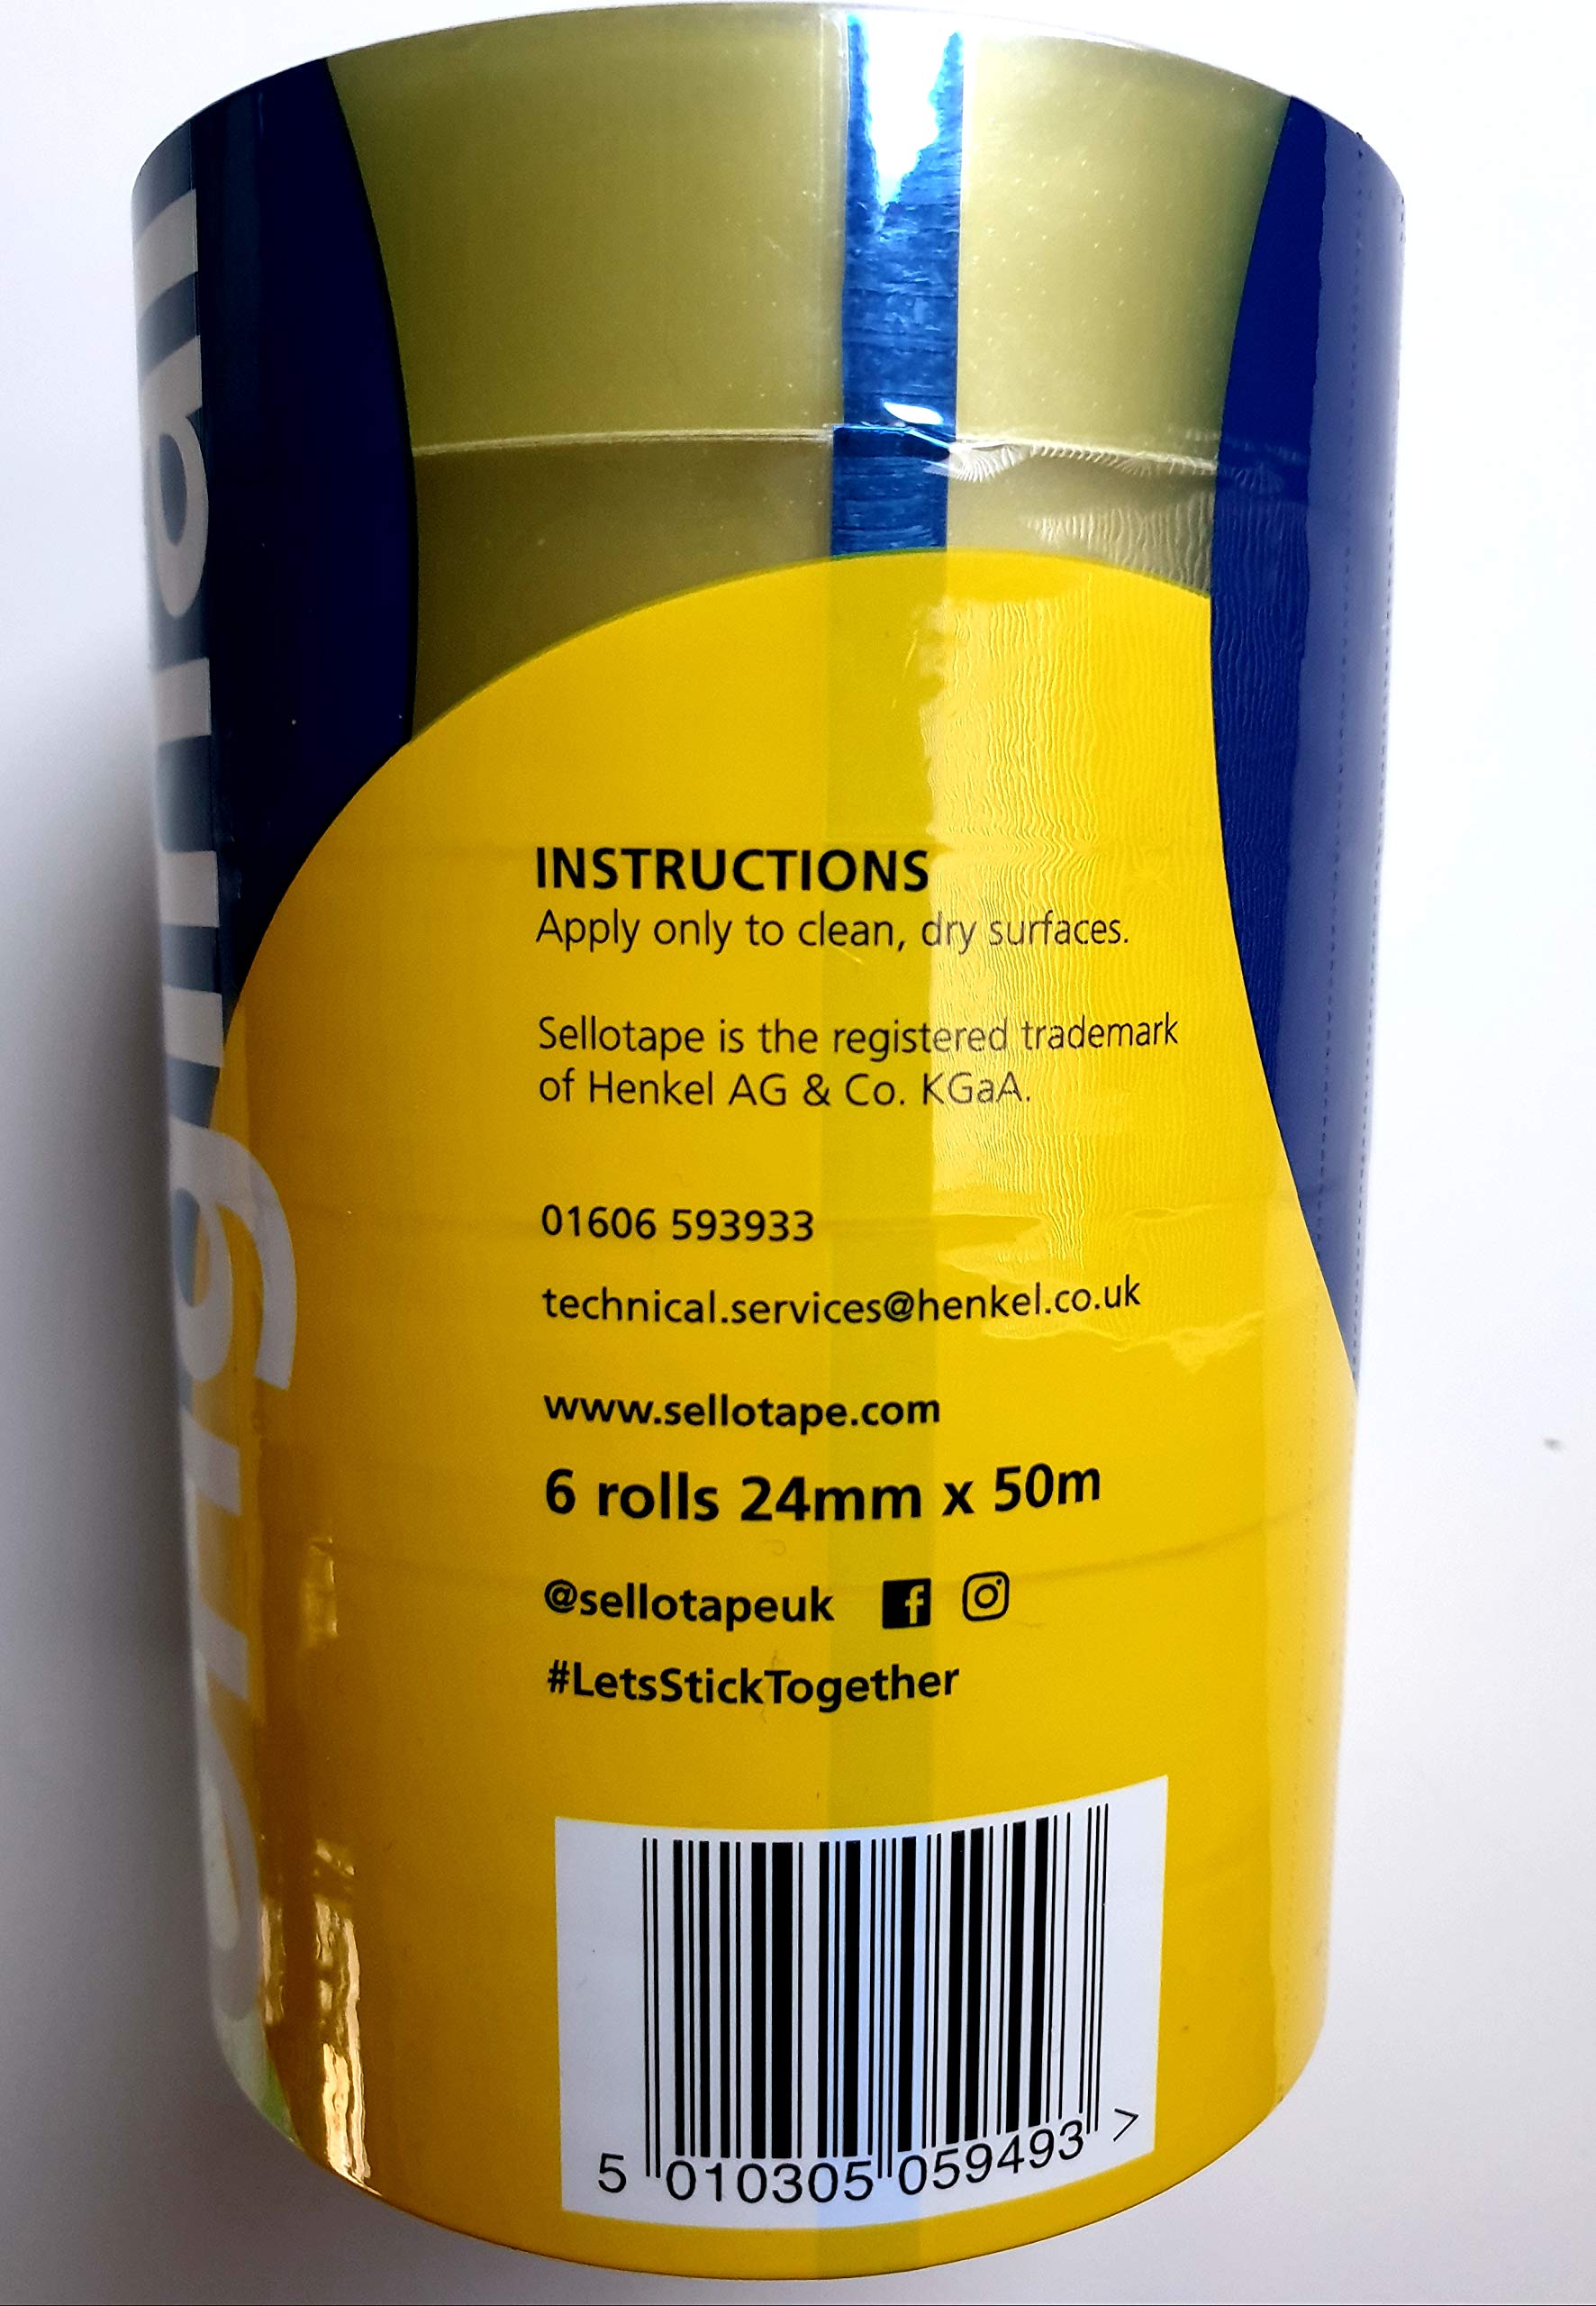 original
INSTRUCTIONS
Apply only to clean, dry surfaces.
Sellotape is the registered trademark
of Henkel AG & Co. KGaA.
01606 593933
technical.services@henkel.co.uk
www.sellotape.com
6 rolls 24mm x 50m
@sellotapeuk
#LetsStickTogether
5 010305 059493 >